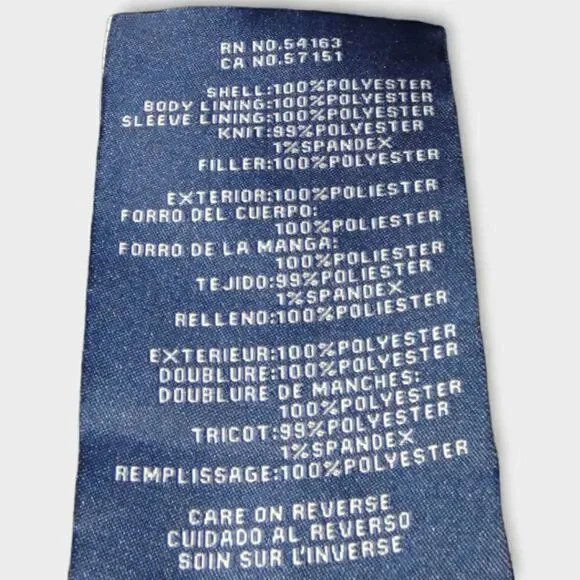 RN NO.54163
CA NO.57151
SHELL:100%POLYESTER
BODY LINING:100%POLYESTER
SLEEVE LINING:100%POLYESTER
KNIT:99%POLYESTER
1%SPANDEX
FILLER:100%POLYESTER
EXTERIOR:100%POLIESTER
FORRO DEL CUERPO:
100%POLIESTER
FORRO DE LA MANGA:
100%POLIESTER
TEJIDO:99%POLIESTER
1%SPANDEX
RELLENO:100%POLIESTER
EXTERIEUR:100%POLYESTER
DOUBLURE:100%POLYESTER
DOUBLURE DE MANCHES:
100%POLYESTER
TRICOT:99%POLYESTER
1%SPANDEX
REMPLISSAGE:100%POLYESTER
CARE ON REVERSE
CUIDADO AL REVERSO
SOIN SUR L'INVERSE